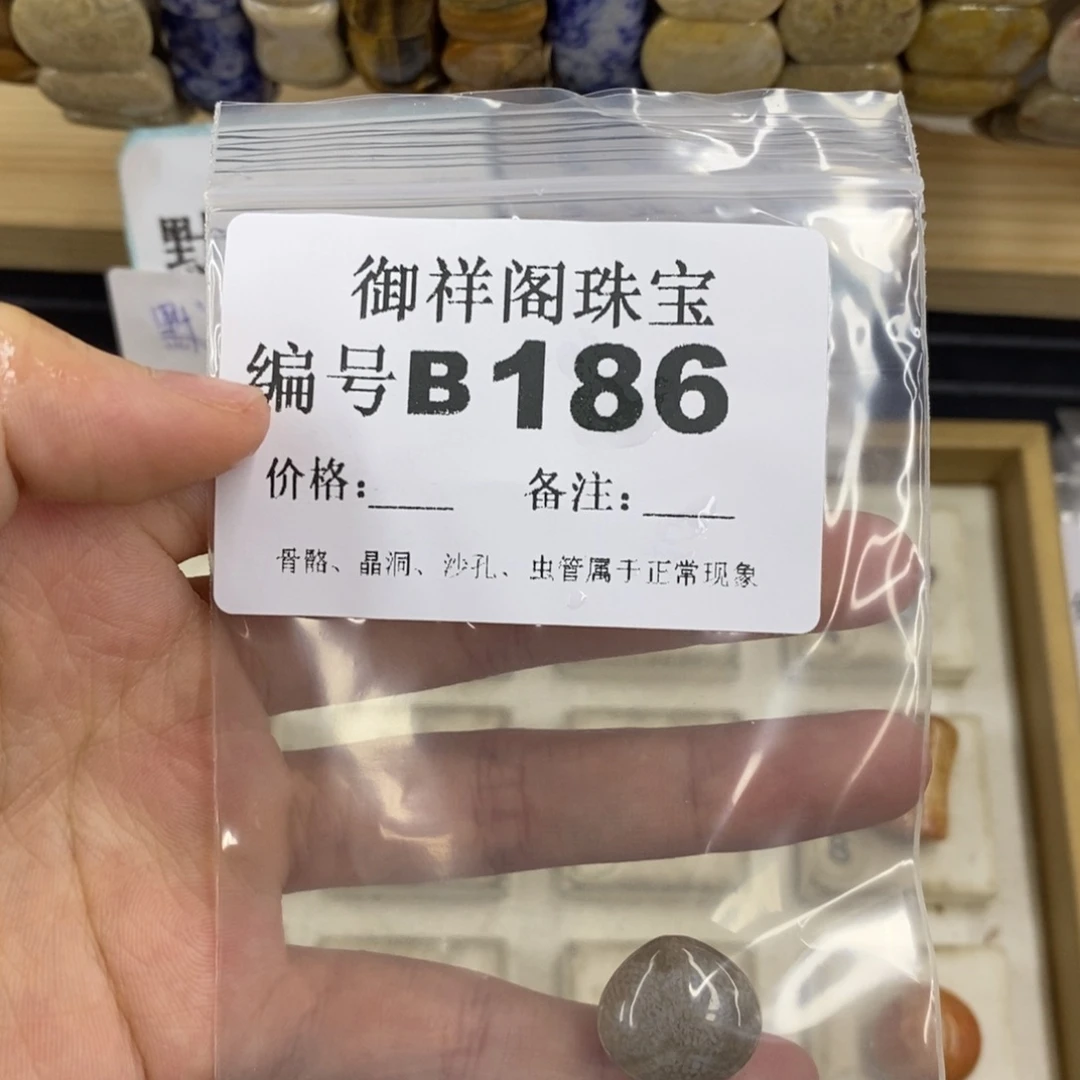 御祥阁珠宝
编号B186
价格:____ 备注:____
骨骼、晶洞、沙孔、虫管属于正常现象